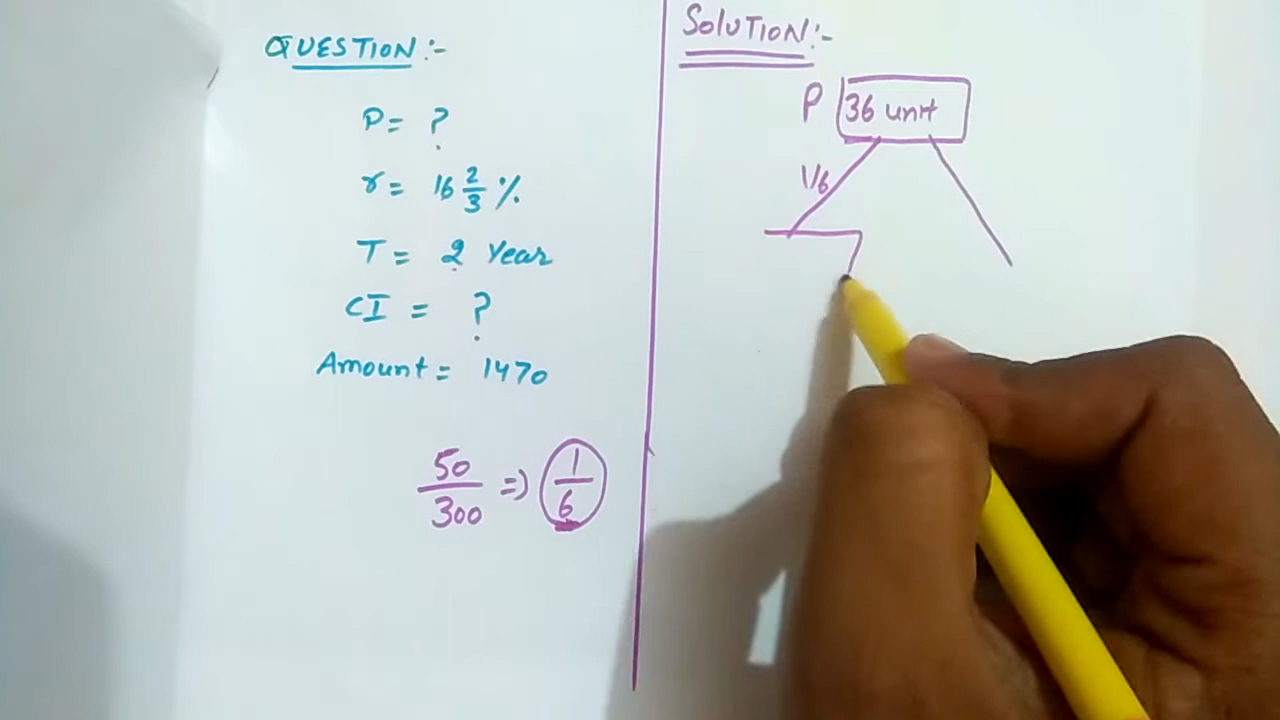 QUESTION :-
P = ?
r = 16 2/3 %
T = 2 Year
CI = ?
Amount = 1470
50/300 => 1/6
SOLUTION :-
P 36 unit
1/6